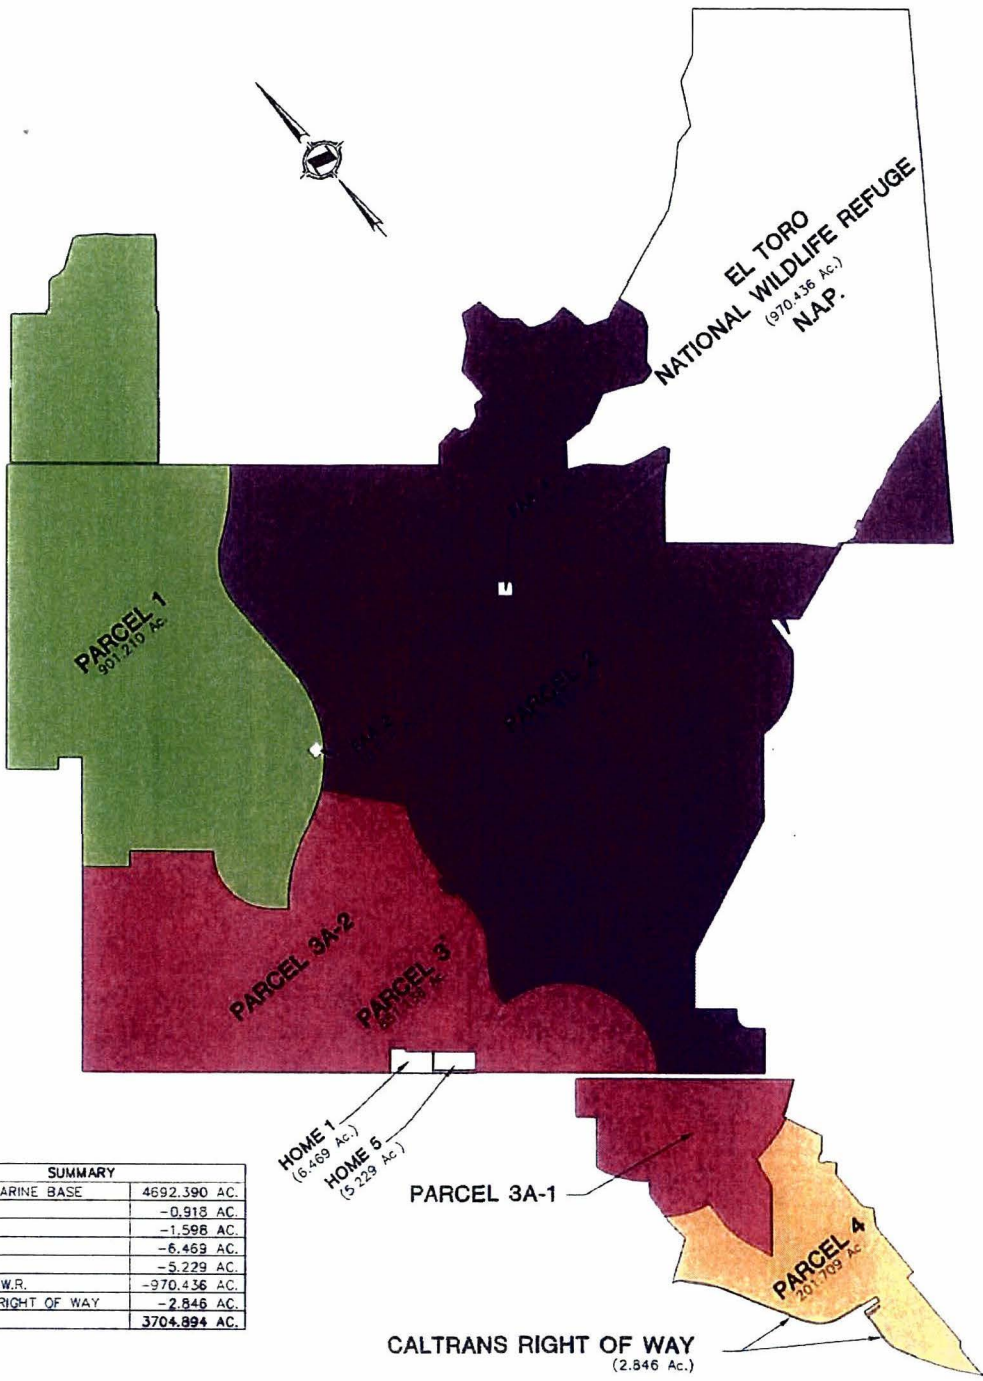 EL TORO
NATIONAL WILDLIFE REFUGE
(970.436 Ac.)
N.A.P.
PARCEL 1
901.210 Ac.
PARCEL 2
PARCEL 3A-2
PARCEL 3
HOME 1
(6.469 Ac.)
HOME 5
(5.229 Ac.)
PARCEL 3A-1
PARCEL 4
201.709 Ac
CALTRANS RIGHT OF WAY
(2.846 Ac.)
SUMMARY
ARINE BASE 4692.390 AC.
-0.918 AC.
-1.598 AC.
-6.469 AC.
-5.229 AC.
W.R. -970.436 AC.
RIGHT OF WAY -2.846 AC.
3704.894 AC.